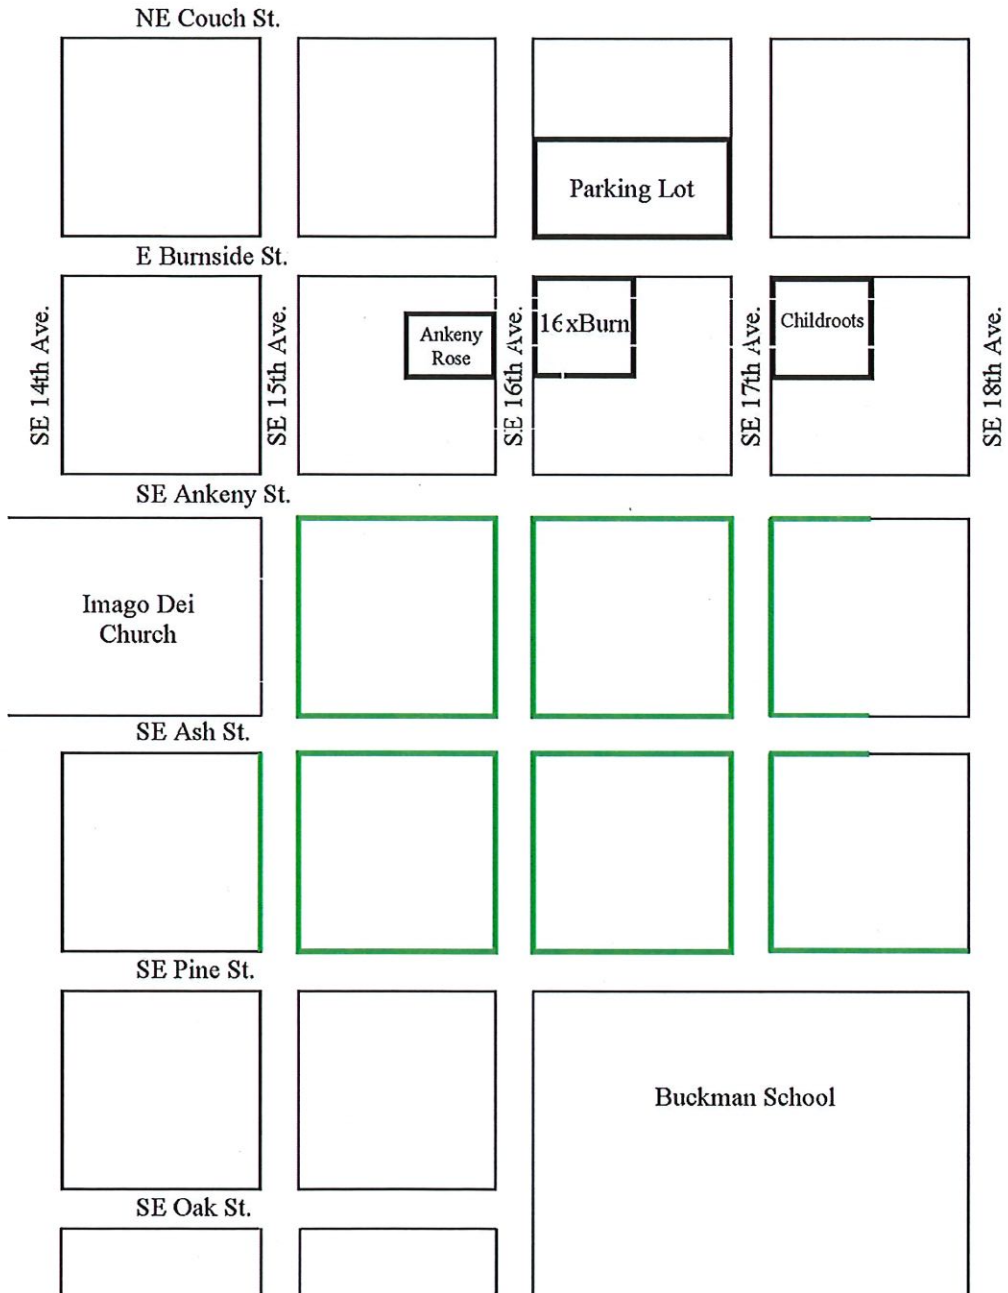 NE Couch St.
Parking Lot
E Burnside St.
SE 14th Ave.
SE 15th Ave.
Ankeny
Rose
SE 16th Ave.
16xBurn
SE 17th Ave.
Childroots
SE 18th Ave.
SE Ankeny St.
Imago Dei
Church
SE Ash St.
SE Pine St.
Buckman School
SE Oak St.